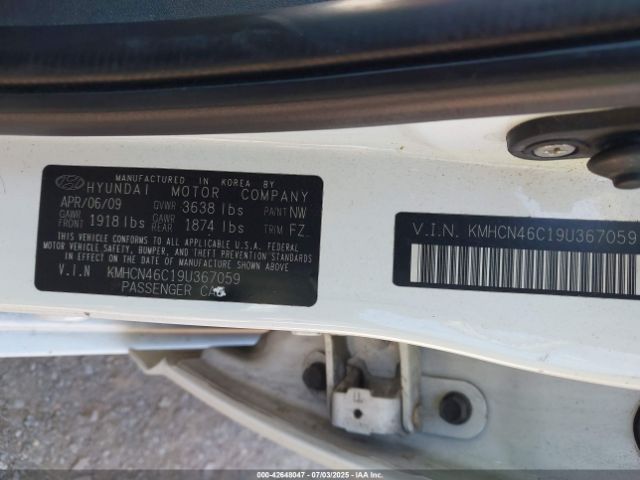 MANUFACTURED IN KOREA BY
HYUNDAI MOTOR COMPANY
APR/06/09 GVWR 3638 lbs PAINT NW
GAWR FRONT 1918 lbs GAWR REAR 1874 lbs TRIM FZ
THIS VEHICLE CONFORMS TO ALL APPLICABLE U.S.A. FEDERAL
MOTOR VEHICLE SAFETY, BUMPER, AND THEFT PREVENTION STANDARDS
IN EFFECT ON THE DATE OF MANUFACTURE SHOWN ABOVE
V.I.N KMHCN46C19U367059
PASSENGER CAR
V.I.N. KMHCN46C19U367059
© 000-42648047 - 07/03/2025 - IAAI.COM